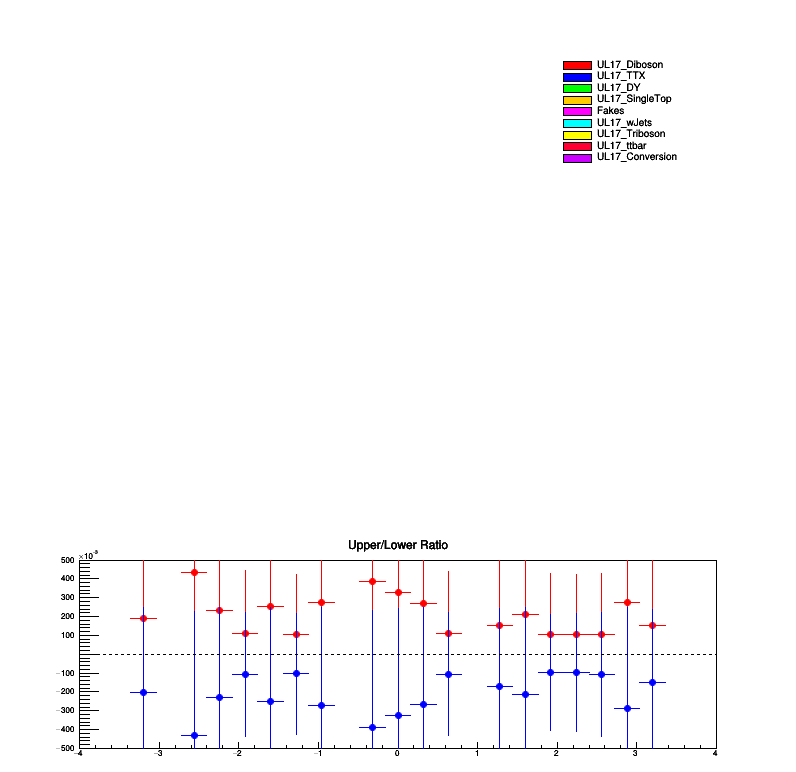 UL17_Diboson
UL17_TTX
UL17_DY
UL17_SingleTop
Fakes
UL17_wJets
UL17_Triboson
UL17_ttbar
UL17_Conversion
Upper/Lower Ratio
×10⁻³
500
400
300
200
100
−100
−200
−300
−400
−500
−4 −3 −2 −1 0 1 2 3 4